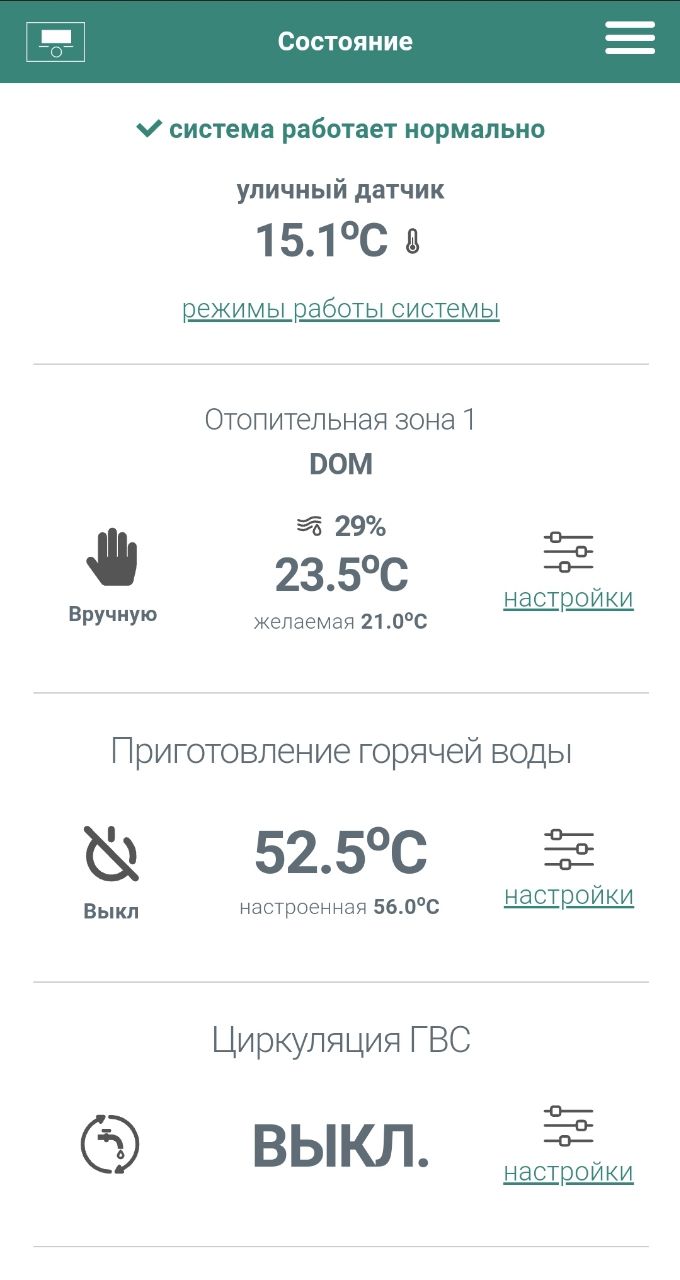 Состояние
система работает нормально
уличный датчик
15.1ºC
режимы работы системы
Отопительная зона 1
DOM
29%
23.5ºC
желаемая 21.0ºC
Вручную
настройки
Приготовление горячей воды
52.5ºC
настроенная 56.0ºC
Выкл
настройки
Циркуляция ГВС
ВЫКЛ.
настройки